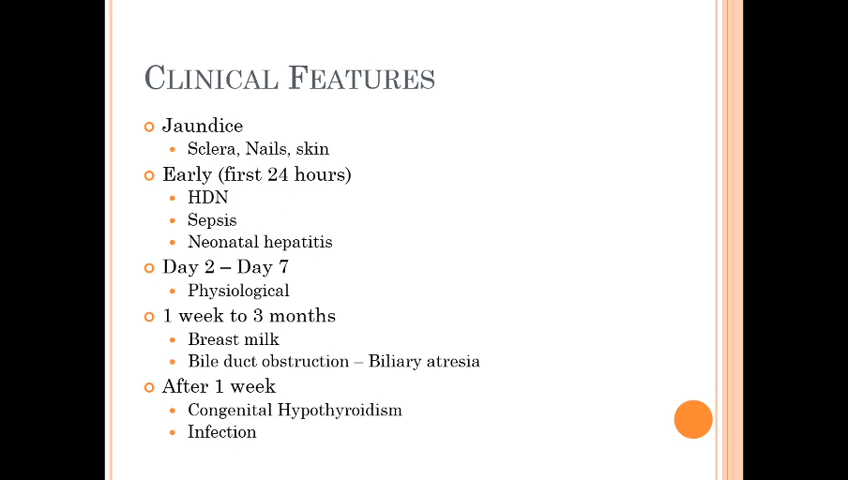 CLINICAL FEATURES
Jaundice
Sclera, Nails, skin
Early (first 24 hours)
HDN
Sepsis
Neonatal hepatitis
Day 2 – Day 7
Physiological
1 week to 3 months
Breast milk
Bile duct obstruction – Biliary atresia
After 1 week
Congenital Hypothyroidism
Infection